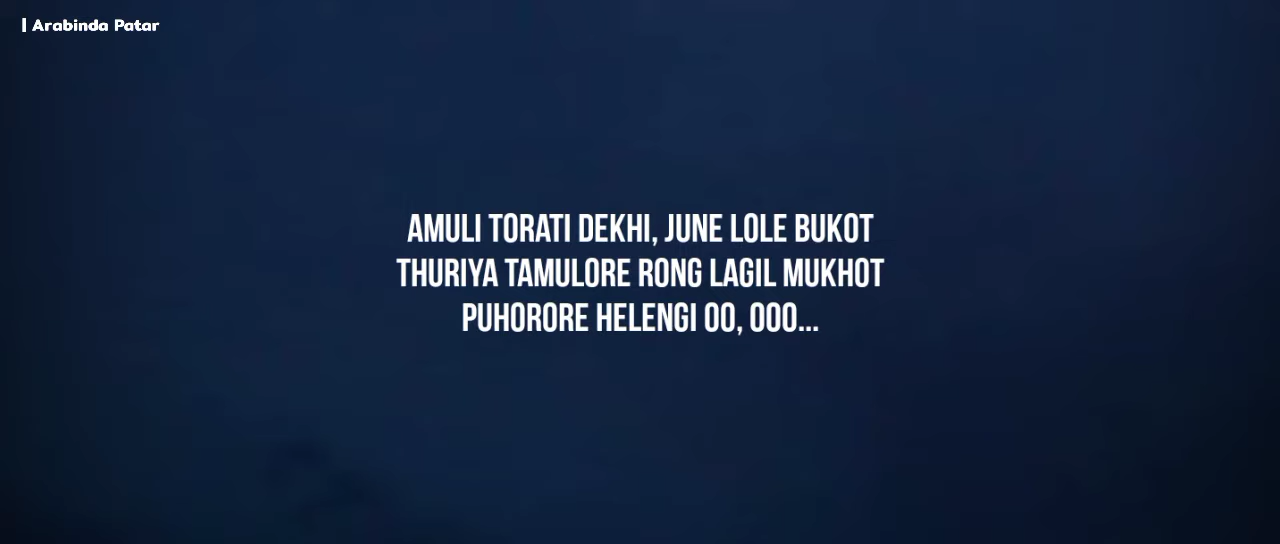 | Arabinda Patar
AMULI TORATI DEKHI, JUNE LOLE BUKOT
THURIYA TAMULORE RONG LAGIL MUKHOT
PUHORORE HELENGI OO, OOO...